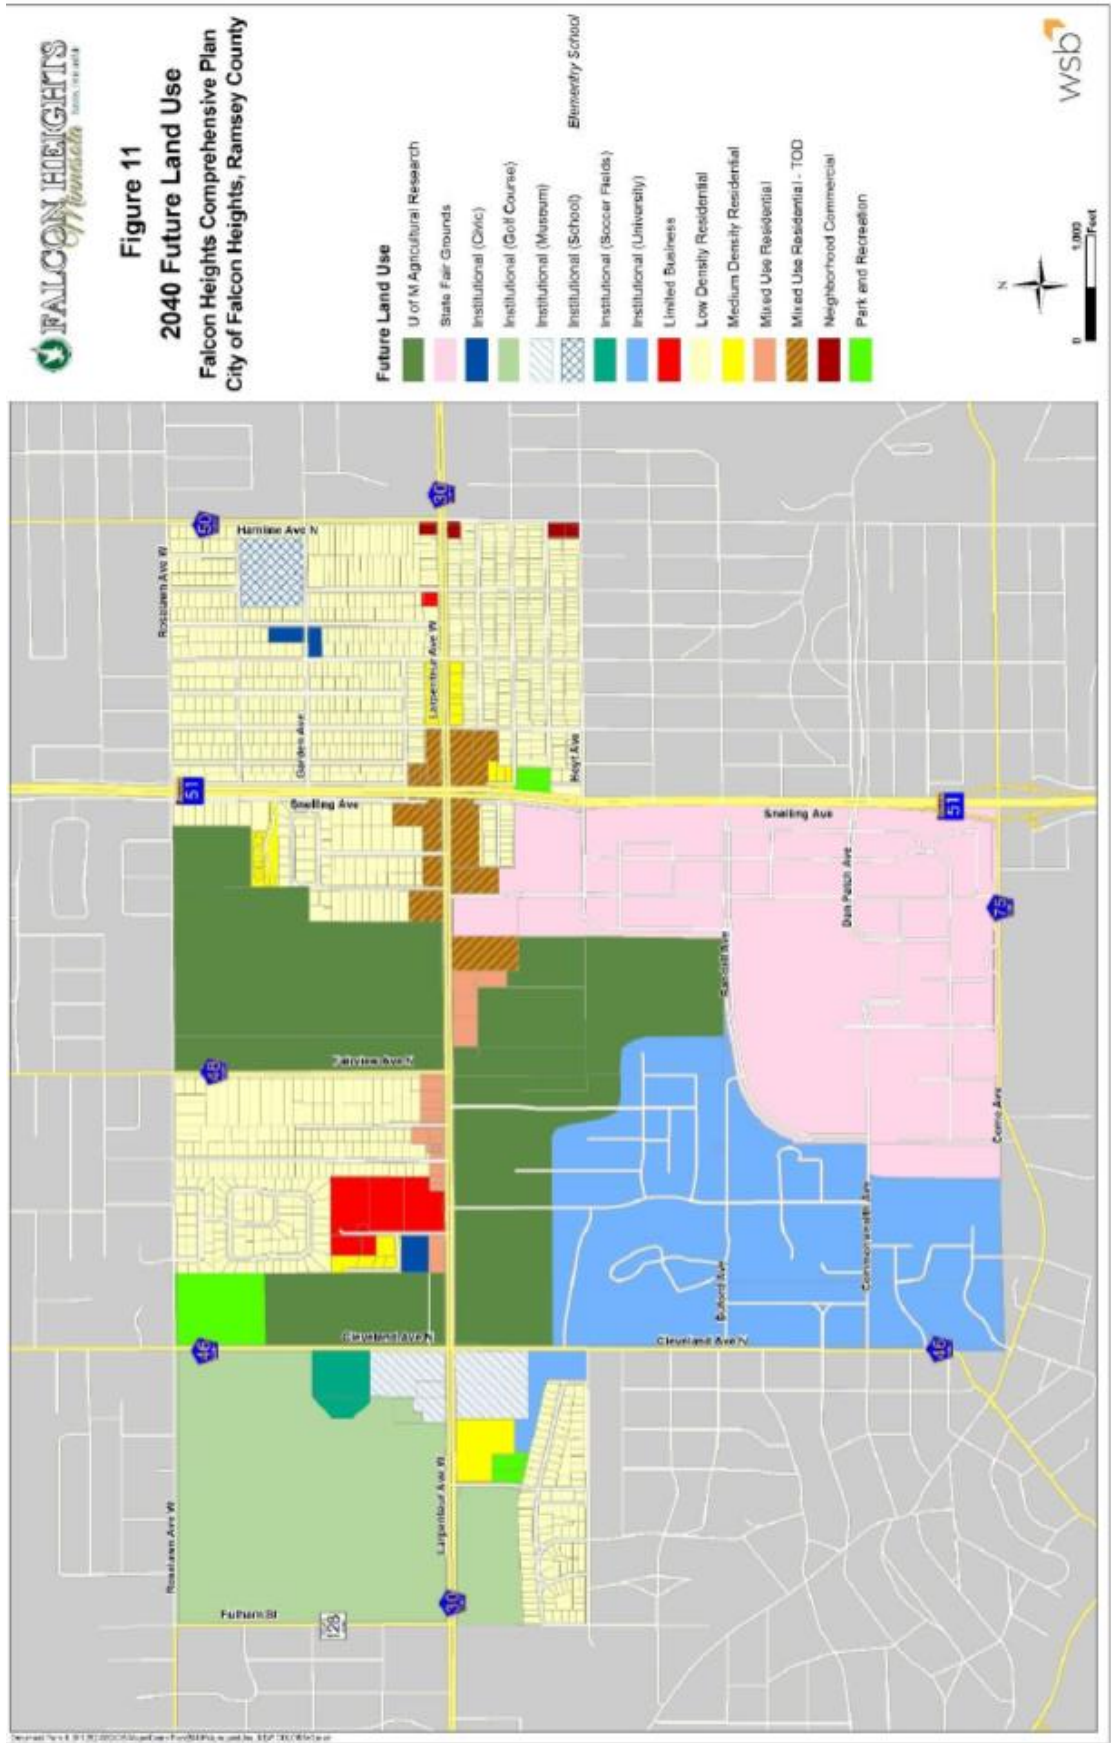 FALCON HEIGHTS
Minnesota
Figure 11
2040 Future Land Use
Falcon Heights Comprehensive Plan
City of Falcon Heights, Ramsey County
Future Land Use
U of M Agricultural Research
State Fair Grounds
Institutional (Civic)
Institutional (Golf Course)
Institutional (Museum)
Institutional (School) Elementry School
Institutional (Soccer Fields)
Institutional (University)
Limited Business
Low Density Residential
Medium Density Residential
Mixed Use Residential
Mixed Use Residential - TOD
Neighborhood Commercial
Park and Recreation
N
0 1,000
Feet
wsb
Roselawn Ave W
50
Hamline Ave N
30
Larpenteur Ave W
Garden Ave
Hoyt Ave
51
Snelling Ave
Snelling Ave
51
Dan Patch Ave
75
Randall Ave
48
Fairview Ave N
Como Ave
Commonwealth Ave
Buford Ave
Cleveland Ave N
Cleveland Ave N
46
46
Roselawn Ave W
Larpenteur Ave W
30
Fulham St
128